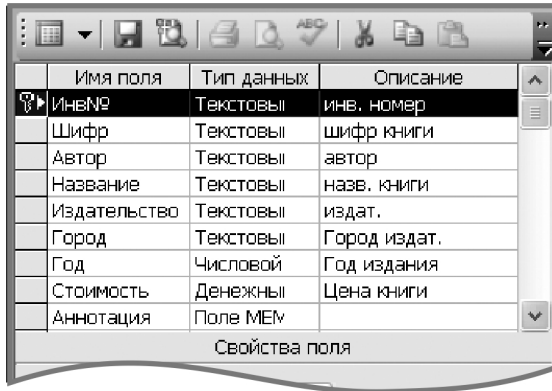 ABC
Имя поля Тип данных Описание
ИнвNº Текстовы инв. номер
Шифр Текстовы шифр книги
Автор Текстовы автор
Название Текстовы назв. книги
Издательство Текстовы издат.
Город Текстовы Город издат.
Год Числовой Год издания
Стоимость Денежны Цена книги
Аннотация Поле МЕМ
Свойства поля